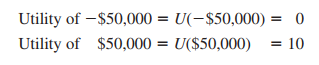 Utility of −$50,000 = U(−$50,000) = 0
Utility of $50,000 = U($50,000) = 10